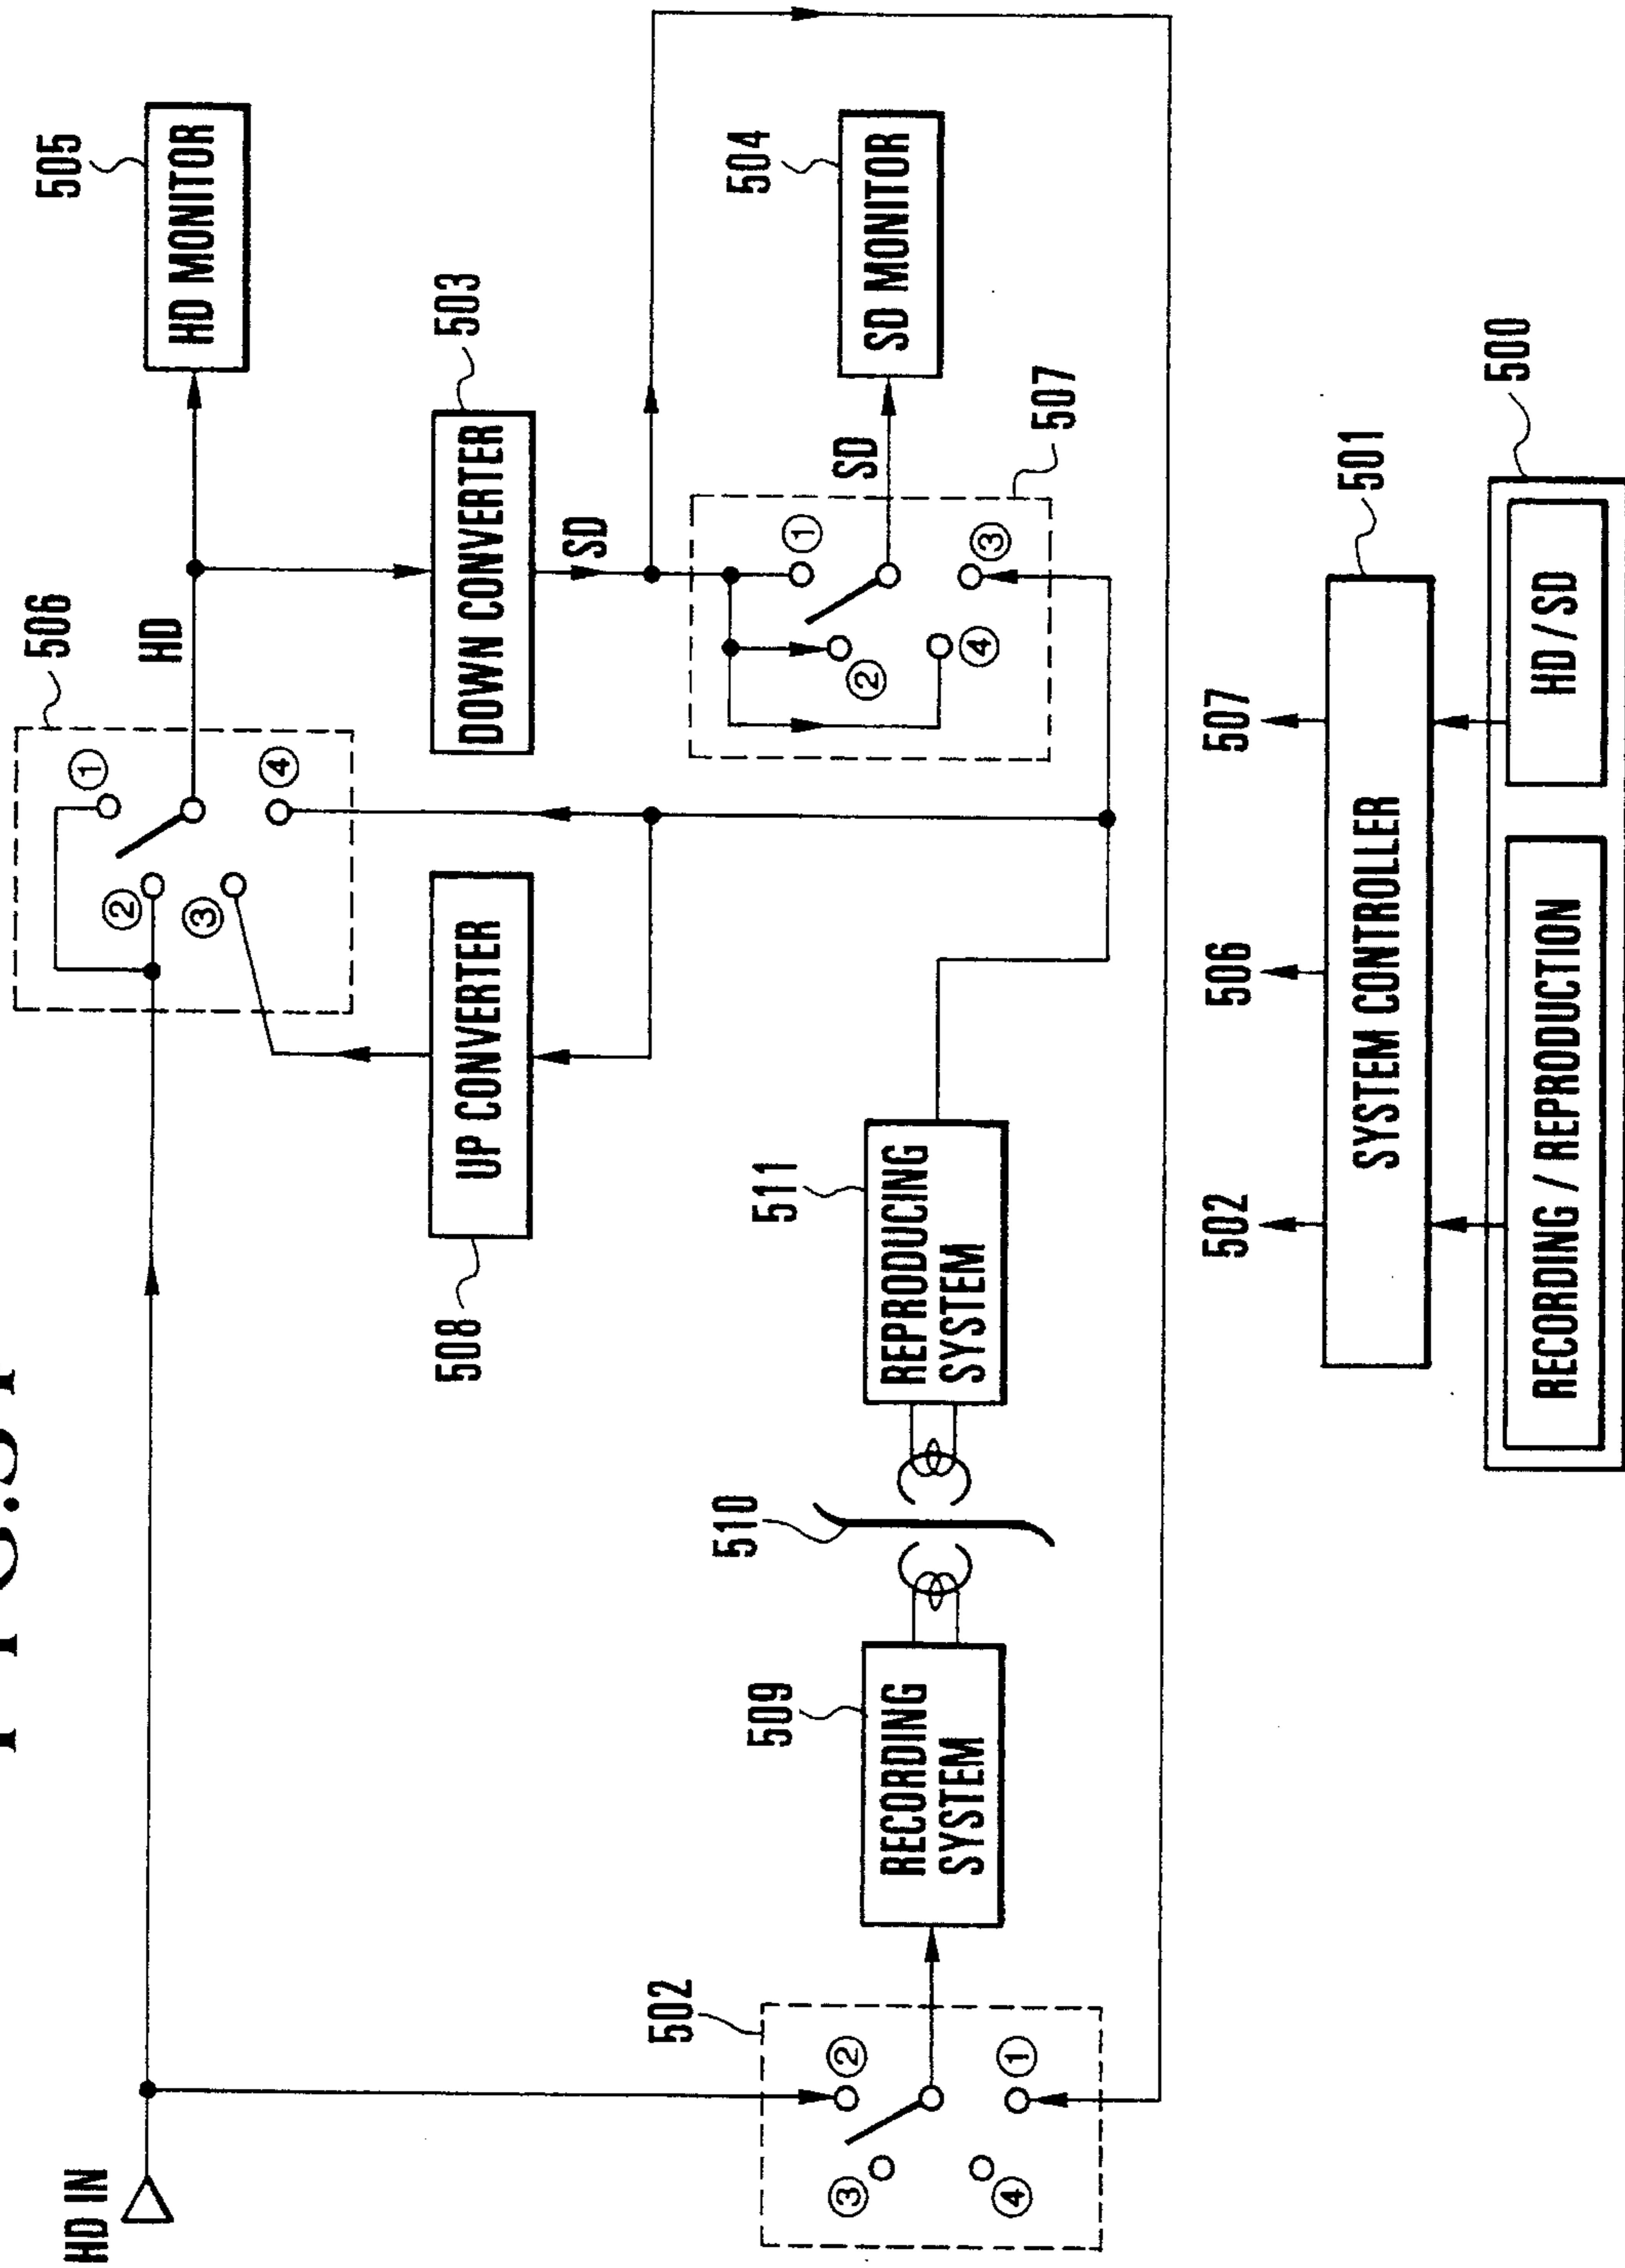 505
HD MONITOR
506
①
②
③
④
HD
503
DOWN CONVERTER
SD
508
UP CONVERTER
504
SD MONITOR
SD
507
①
②
③
④
HD IN
502
②
③
④
①
509
RECORDING
SYSTEM
510
511
REPRODUCING
SYSTEM
502
506
507
501
SYSTEM CONTROLLER
500
RECORDING / REPRODUCTION
HD / SD